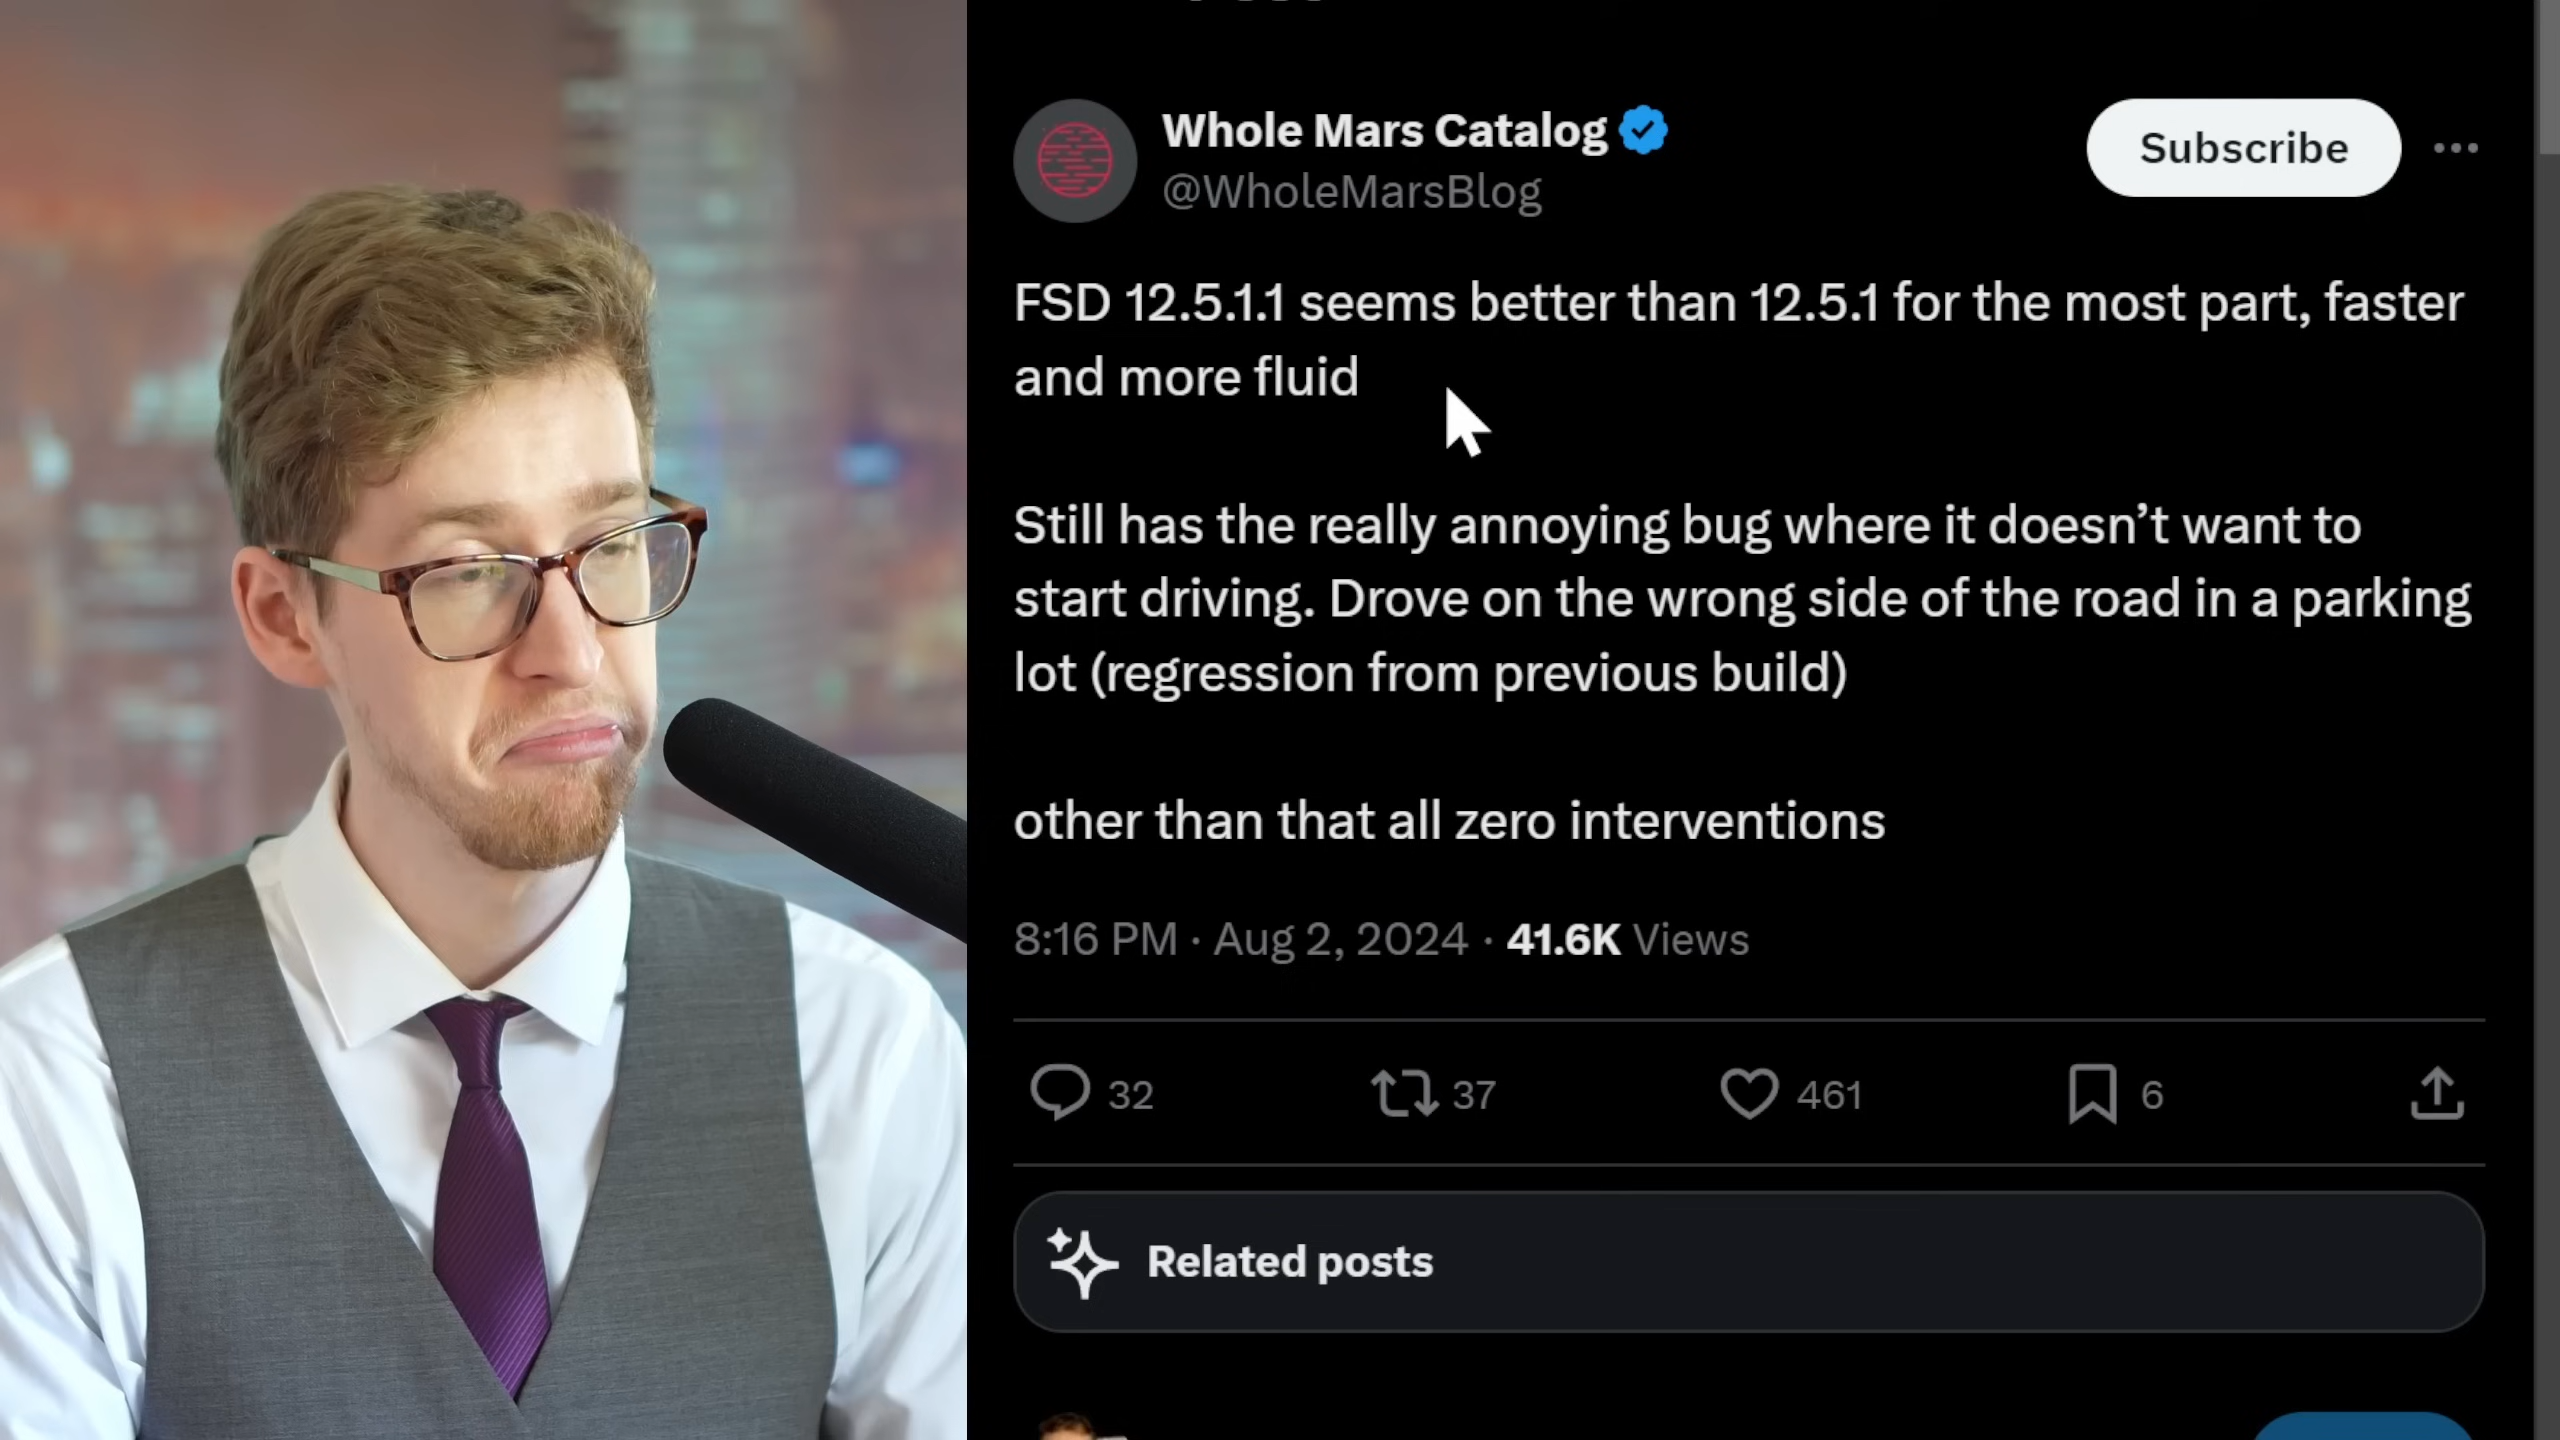 Whole Mars Catalog
@WholeMarsBlog
Subscribe
FSD 12.5.1.1 seems better than 12.5.1 for the most part, faster
and more fluid
Still has the really annoying bug where it doesn’t want to
start driving. Drove on the wrong side of the road in a parking
lot (regression from previous build)
other than that all zero interventions
8:16 PM · Aug 2, 2024 · 41.6K Views
32 37 461 6
Related posts